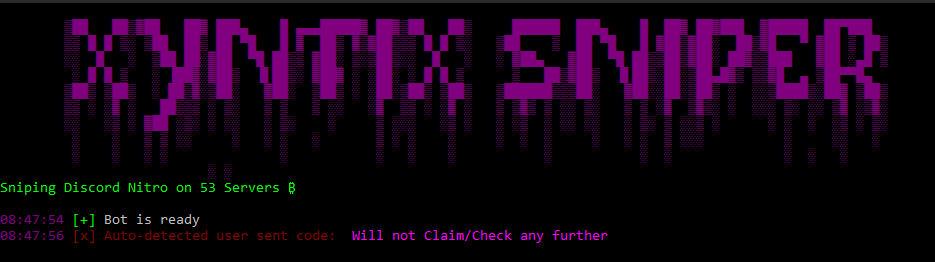 XYNTIX SNIPER
Sniping Discord Nitro on 53 Servers ₿
08:47:54 [+] Bot is ready
08:47:56 [x] Auto-detected user sent code: Will not Claim/Check any further